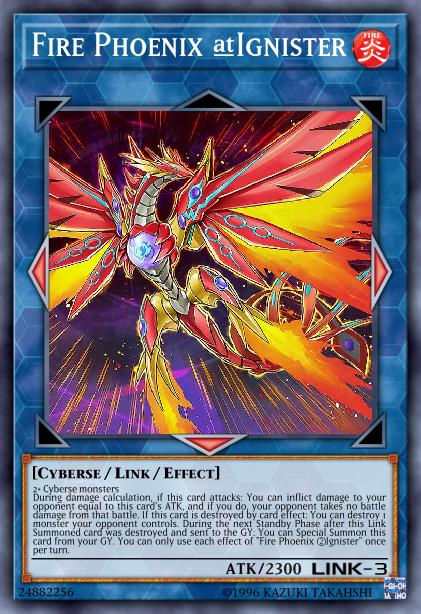 FIRE PHOENIX @IGNISTER
FIRE
炎
[CYBERSE / LINK / EFFECT]
2+ Cyberse monsters
During damage calculation, if this card attacks: You can inflict damage to your
opponent equal to this card's ATK, and if you do, your opponent takes no battle
damage from that battle. If this card is destroyed by card effect: You can destroy 1
monster your opponent controls. During the next Standby Phase after this Link
Summoned card was destroyed and sent to the GY: You can Special Summon this
card from your GY. You can only use each effect of "Fire Phoenix @Ignister" once
per turn.
ATK/2300 LINK-3
24882256
©1996 KAZUKI TAKAHSHI